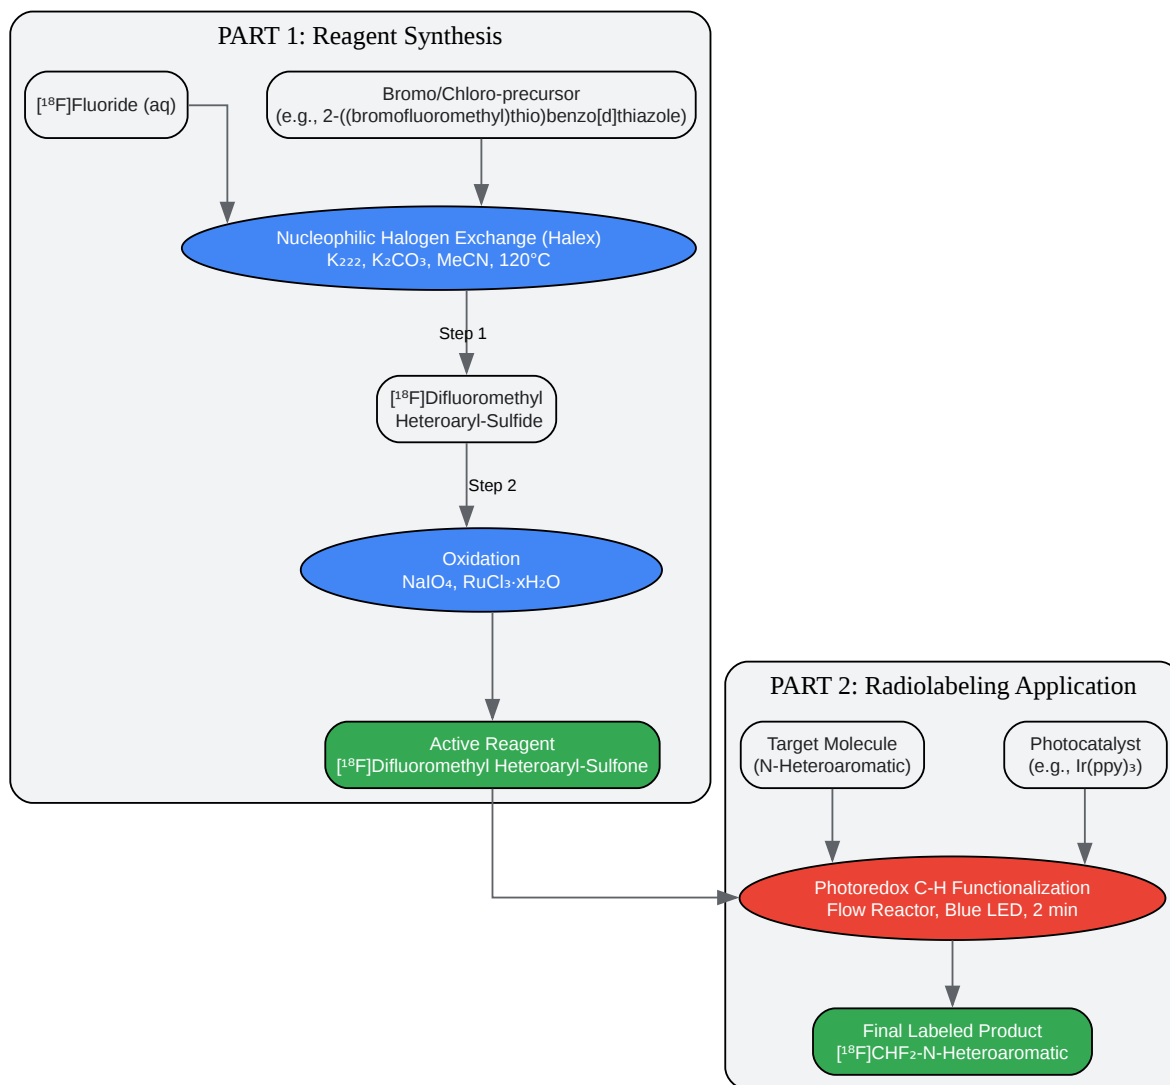 PART 1: Reagent Synthesis
[¹⁸F]Fluoride (aq)
Bromo/Chloro-precursor
(e.g., 2-((bromofluoromethyl)thio)benzo[d]thiazole)
Nucleophilic Halogen Exchange (Halex)
K₂₂₂, K₂CO₃, MeCN, 120°C
Step 1
[¹⁸F]Difluoromethyl
Heteroaryl-Sulfide
Step 2
Oxidation
NaIO₄, RuCl₃·xH₂O
Active Reagent
[¹⁸F]Difluoromethyl Heteroaryl-Sulfone
PART 2: Radiolabeling Application
Target Molecule
(N-Heteroaromatic)
Photocatalyst
(e.g., Ir(ppy)₃)
Photoredox C-H Functionalization
Flow Reactor, Blue LED, 2 min
Final Labeled Product
[¹⁸F]CHF₂-N-Heteroaromatic